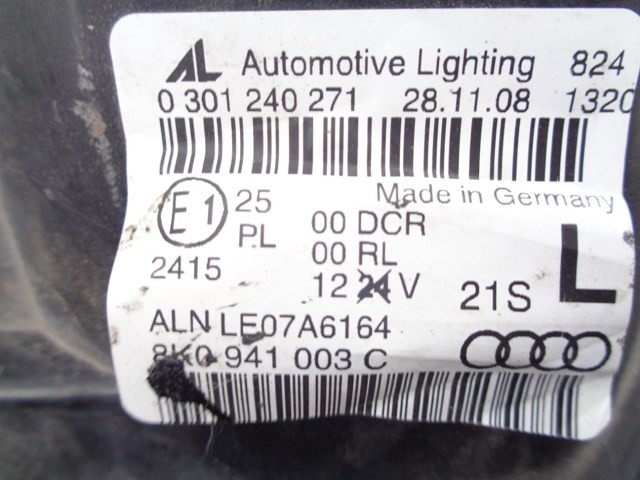 AL Automotive Lighting 824
0 301 240 271 28.11.08 1320
Made in Germany
E1 25 00 DCR
PL 00 RL
2415 12 24 V 21S L
ALN LE07A6164
8K0 941 003 C